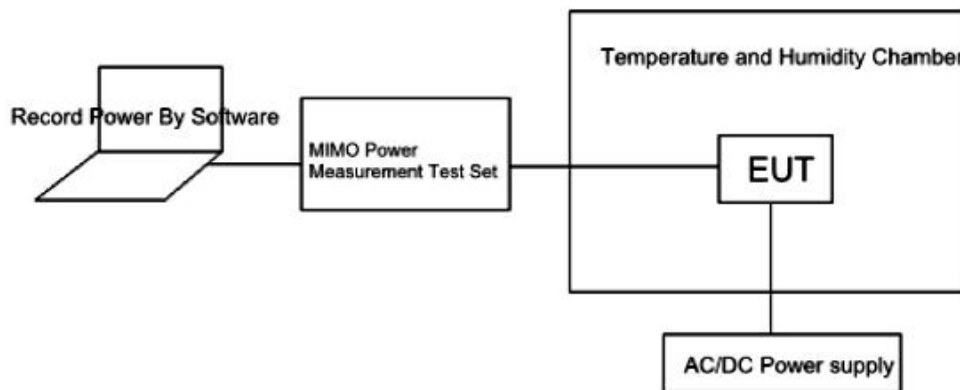 Temperature and Humidity Chamber
Record Power By Software
MIMO Power
Measurement Test Set
EUT
AC/DC Power supply